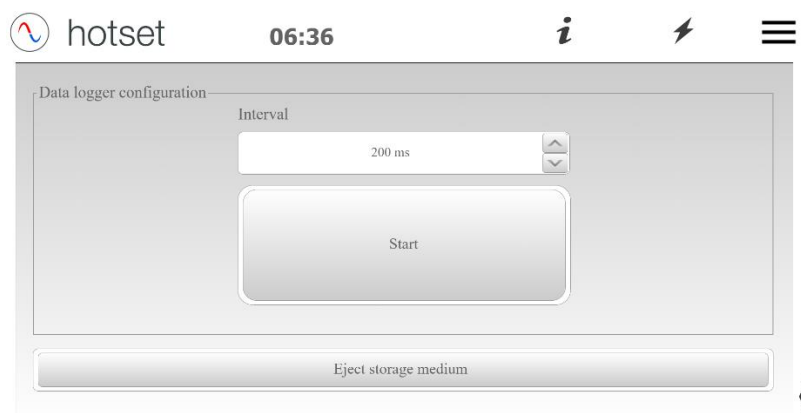 hotset 06:36 i
Data logger configuration
Interval
200 ms
Start
Eject storage medium